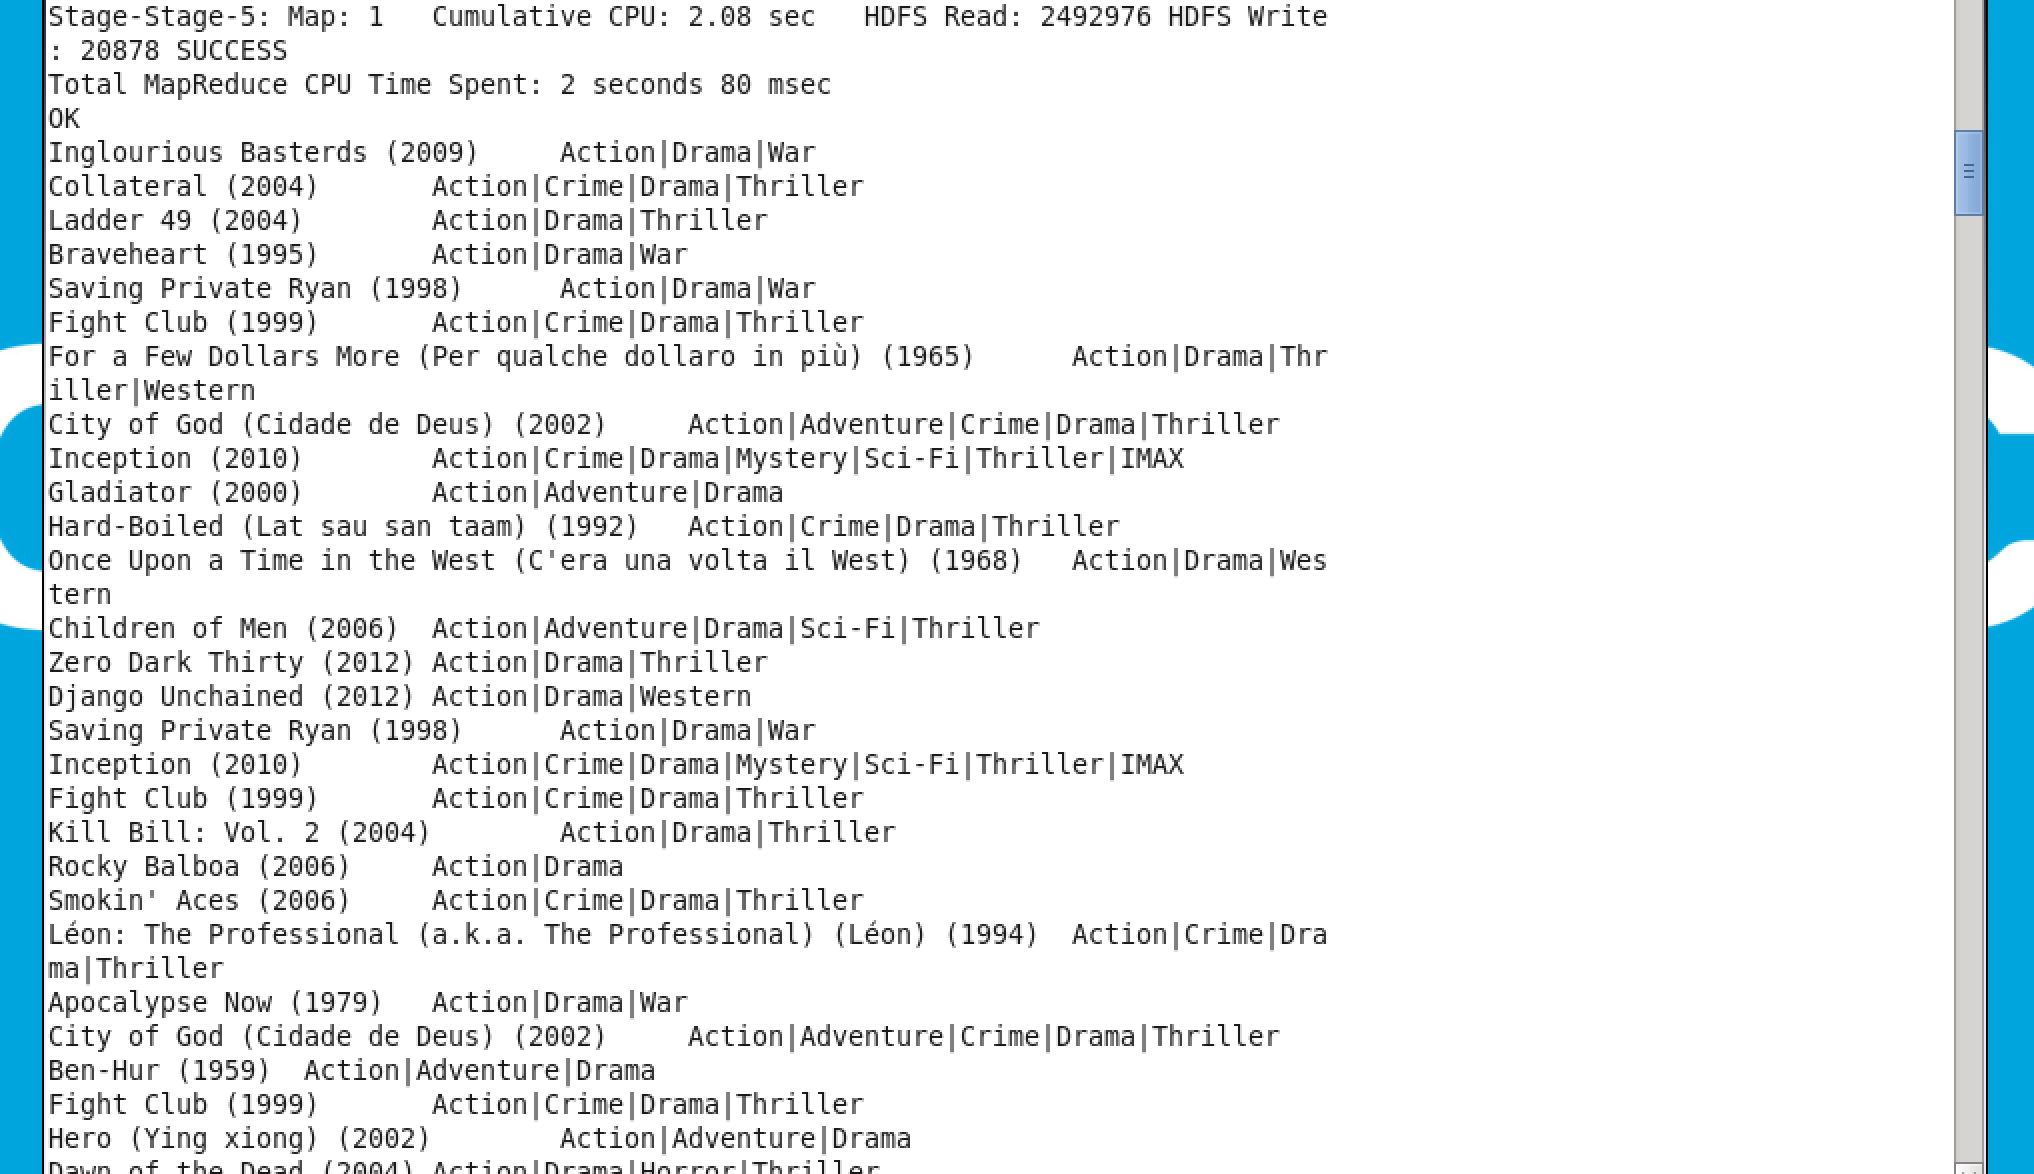 Stage-Stage-5: Map: 1   Cumulative CPU: 2.08 sec   HDFS Read: 2492976 HDFS Write
: 20878 SUCCESS
Total MapReduce CPU Time Spent: 2 seconds 80 msec
OK
Inglourious Basterds (2009)     Action|Drama|War
Collateral (2004)       Action|Crime|Drama|Thriller
Ladder 49 (2004)        Action|Drama|Thriller
Braveheart (1995)       Action|Drama|War
Saving Private Ryan (1998)      Action|Drama|War
Fight Club (1999)       Action|Crime|Drama|Thriller
For a Few Dollars More (Per qualche dollaro in più) (1965)      Action|Drama|Thr
iller|Western
City of God (Cidade de Deus) (2002)     Action|Adventure|Crime|Drama|Thriller
Inception (2010)        Action|Crime|Drama|Mystery|Sci-Fi|Thriller|IMAX
Gladiator (2000)        Action|Adventure|Drama
Hard-Boiled (Lat sau san taam) (1992)   Action|Crime|Drama|Thriller
Once Upon a Time in the West (C'era una volta il West) (1968)   Action|Drama|Wes
tern
Children of Men (2006)  Action|Adventure|Drama|Sci-Fi|Thriller
Zero Dark Thirty (2012) Action|Drama|Thriller
Django Unchained (2012) Action|Drama|Western
Saving Private Ryan (1998)      Action|Drama|War
Inception (2010)        Action|Crime|Drama|Mystery|Sci-Fi|Thriller|IMAX
Fight Club (1999)       Action|Crime|Drama|Thriller
Kill Bill: Vol. 2 (2004)        Action|Drama|Thriller
Rocky Balboa (2006)     Action|Drama
Smokin' Aces (2006)     Action|Crime|Drama|Thriller
Léon: The Professional (a.k.a. The Professional) (Léon) (1994)  Action|Crime|Dra
ma|Thriller
Apocalypse Now (1979)   Action|Drama|War
City of God (Cidade de Deus) (2002)     Action|Adventure|Crime|Drama|Thriller
Ben-Hur (1959)  Action|Adventure|Drama
Fight Club (1999)       Action|Crime|Drama|Thriller
Hero (Ying xiong) (2002)        Action|Adventure|Drama
Dawn of the Dead (2004) Action|Drama|Horror|Thriller